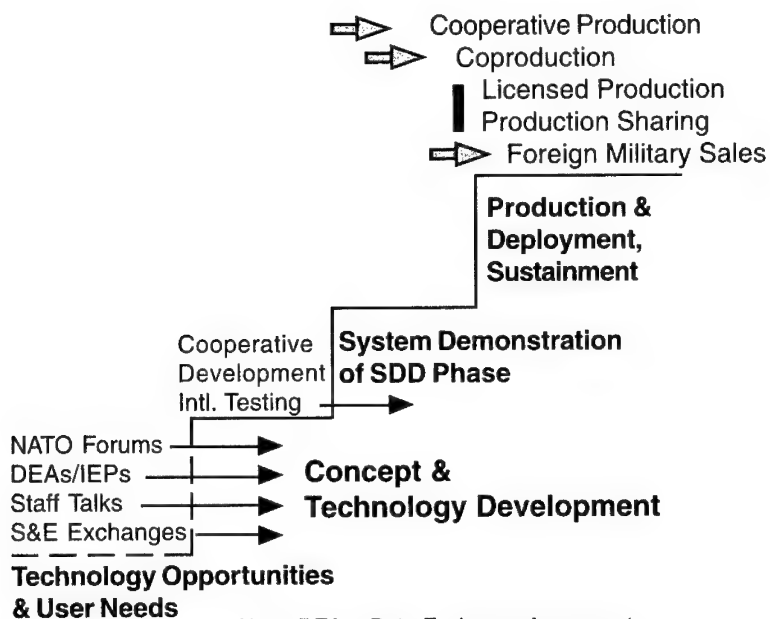 Cooperative Production
Coproduction
Licensed Production
Production Sharing
Foreign Military Sales
Production &
Deployment,
Sustainment
Cooperative
Development
Intl. Testing
System Demonstration
of SDD Phase
NATO Forums
DEAs/IEPs
Staff Talks
S&E Exchanges
Concept &
Technology Development
Technology Opportunities
& User Needs